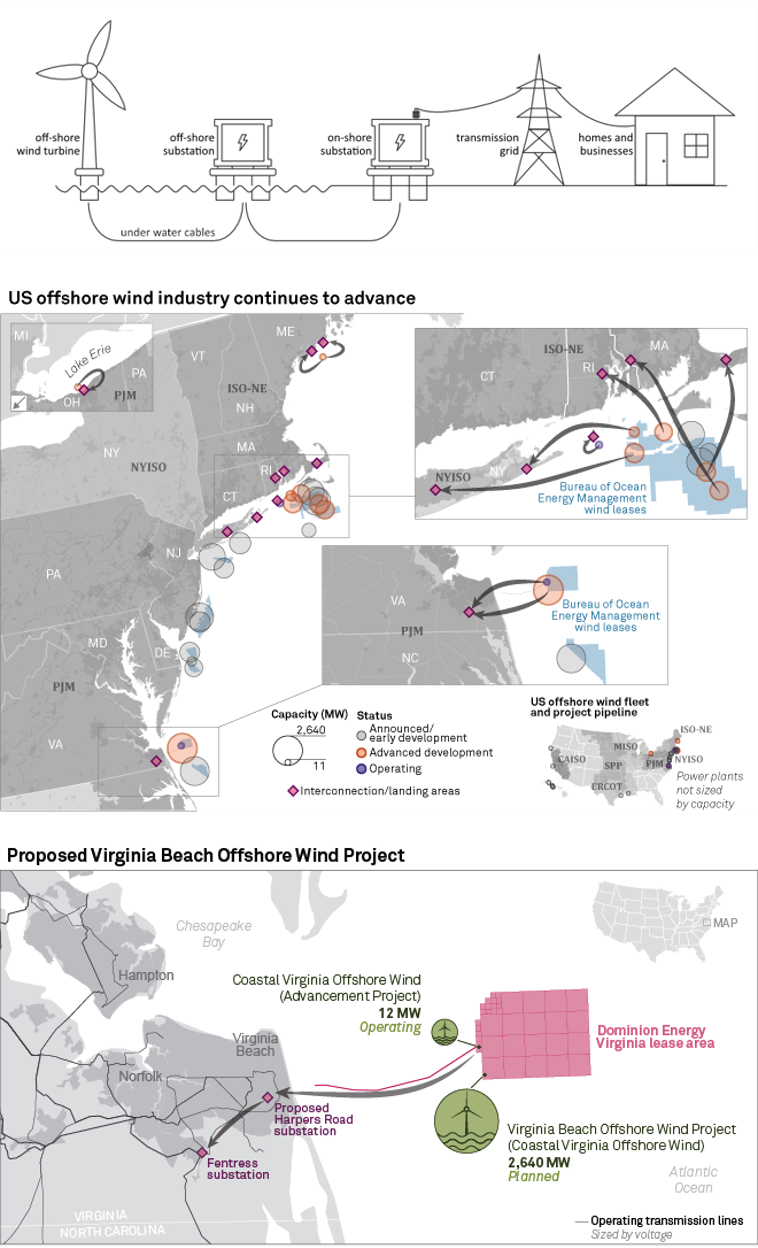 off-shore
wind turbine
off-shore
substation
on-shore
substation
transmission
grid
homes and
businesses
under water cables
US offshore wind industry continues to advance
MI
Lake Erie
PA
PJM
OH
VT
ME
ISO-NE
NH
NY
NYISO
MA
RI
CT
NJ
PA
MD
DE
PJM
VA
ISO-NE
MA
CT
RI
NYISO
NY
Bureau of Ocean
Energy Management
wind leases
VA
PJM
NC
Bureau of Ocean
Energy Management
wind leases
Capacity (MW)
2,640
11
Status
Announced/
early development
Advanced development
Operating
Interconnection/landing areas
US offshore wind fleet
and project pipeline
ISO-NE
MISO
NYISO
CAISO
SPP
PJM
ERCOT
Power plants
not sized
by capacity
Proposed Virginia Beach Offshore Wind Project
Chesapeake
Bay
MAP
Hampton
Coastal Virginia Offshore Wind
(Advancement Project)
12 MW
Operating
Virginia
Beach
Dominion Energy
Virginia lease area
Norfolk
Proposed
Harpers Road
substation
Fentress
substation
Virginia Beach Offshore Wind Project
(Coastal Virginia Offshore Wind)
2,640 MW
Planned
Atlantic
Ocean
VIRGINIA
NORTH CAROLINA
Operating transmission lines
Sized by voltage